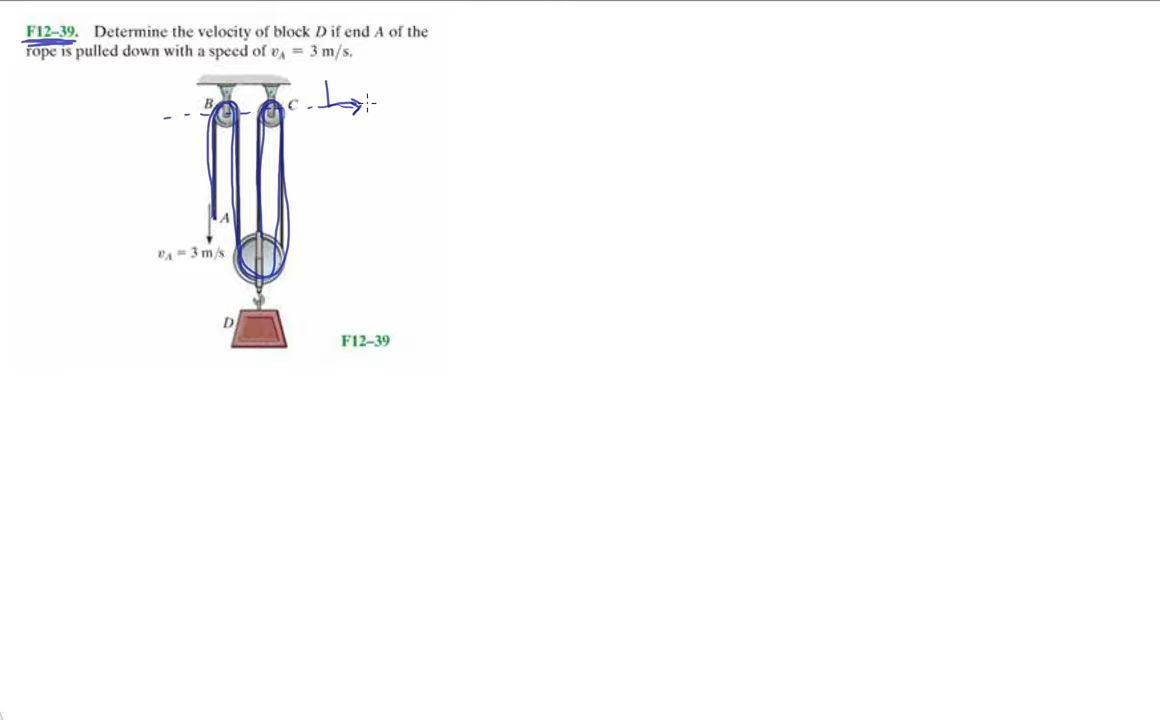 F12–39. Determine the velocity of block D if end A of the
rope is pulled down with a speed of v_A = 3 m/s.
B
C
A
v_A = 3 m/s
D
F12–39